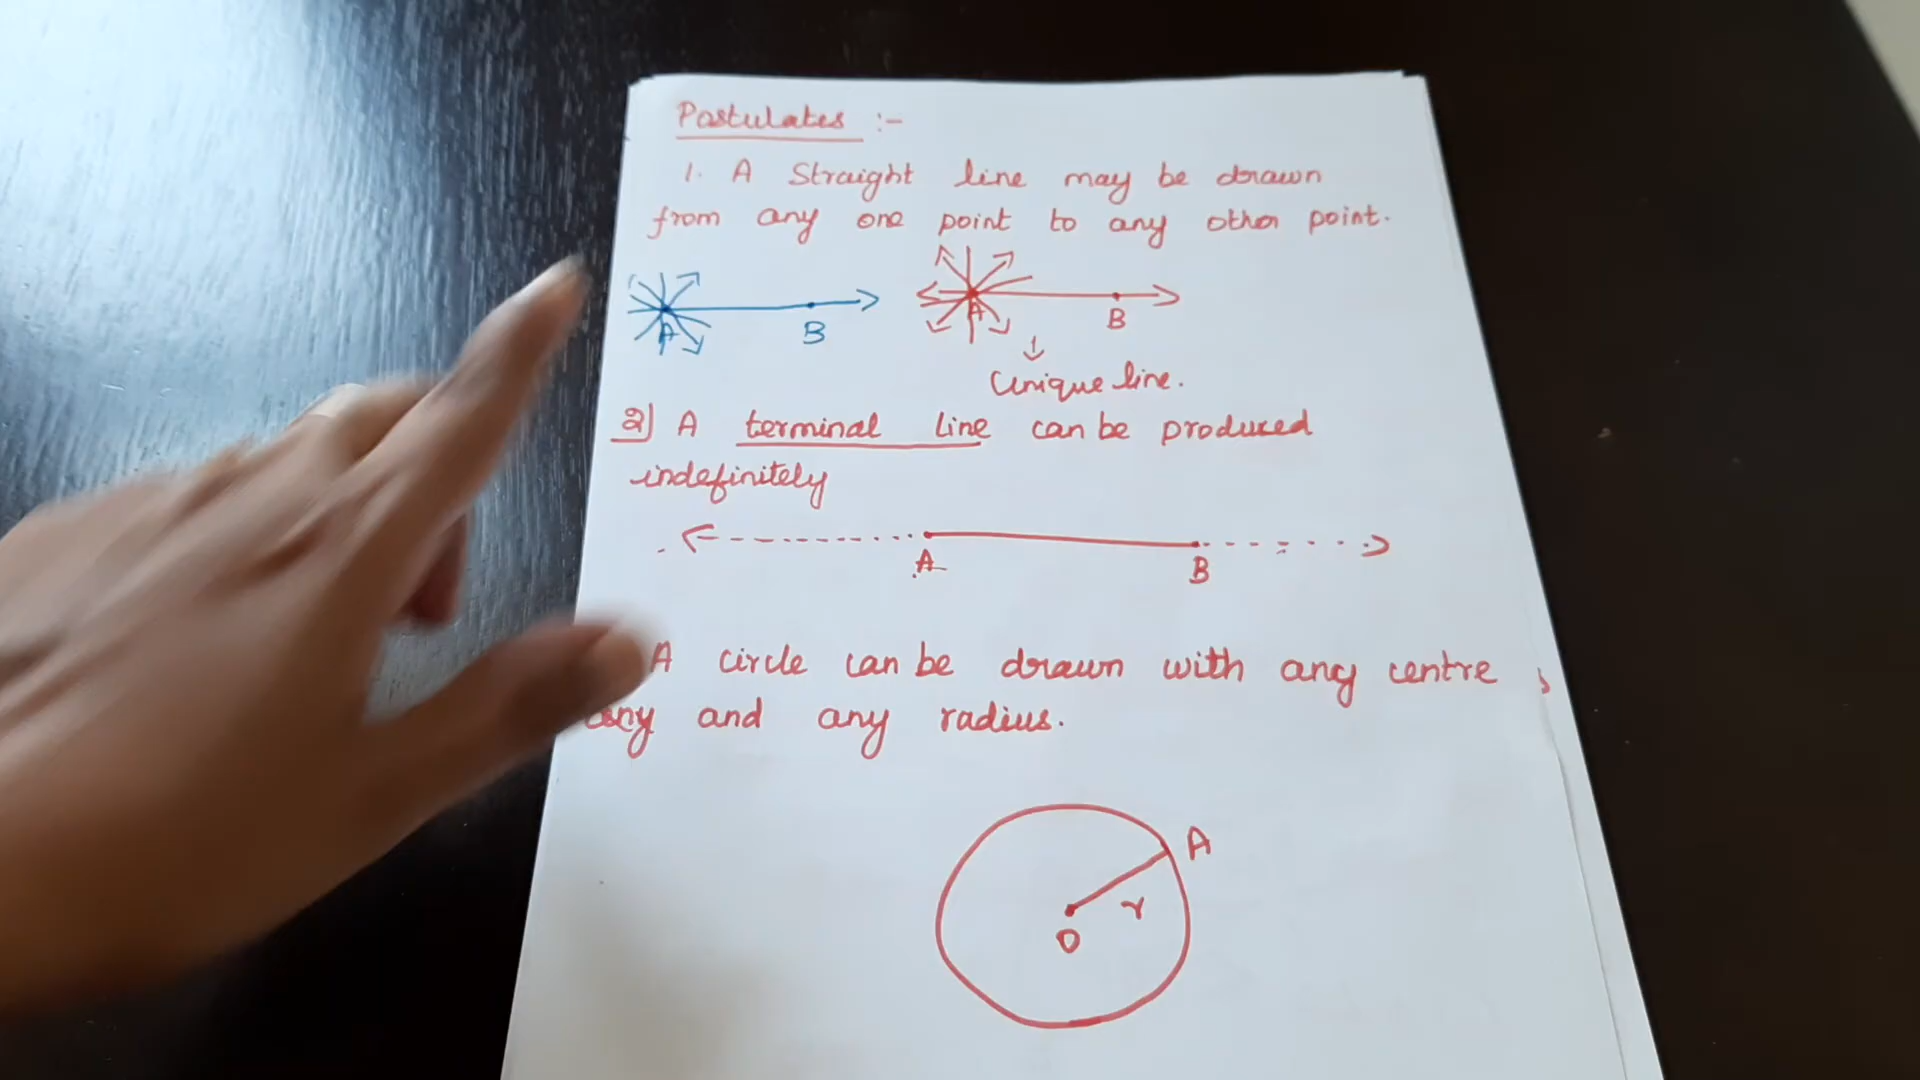 Postulates :-
1. A Straight line may be drawn
from any one point to any other point.
A B A B
Unique line.
2) A terminal line can be produced
indefinitely
A B
A circle can be drawn with any centre ,
any and any radius.
A
r
O